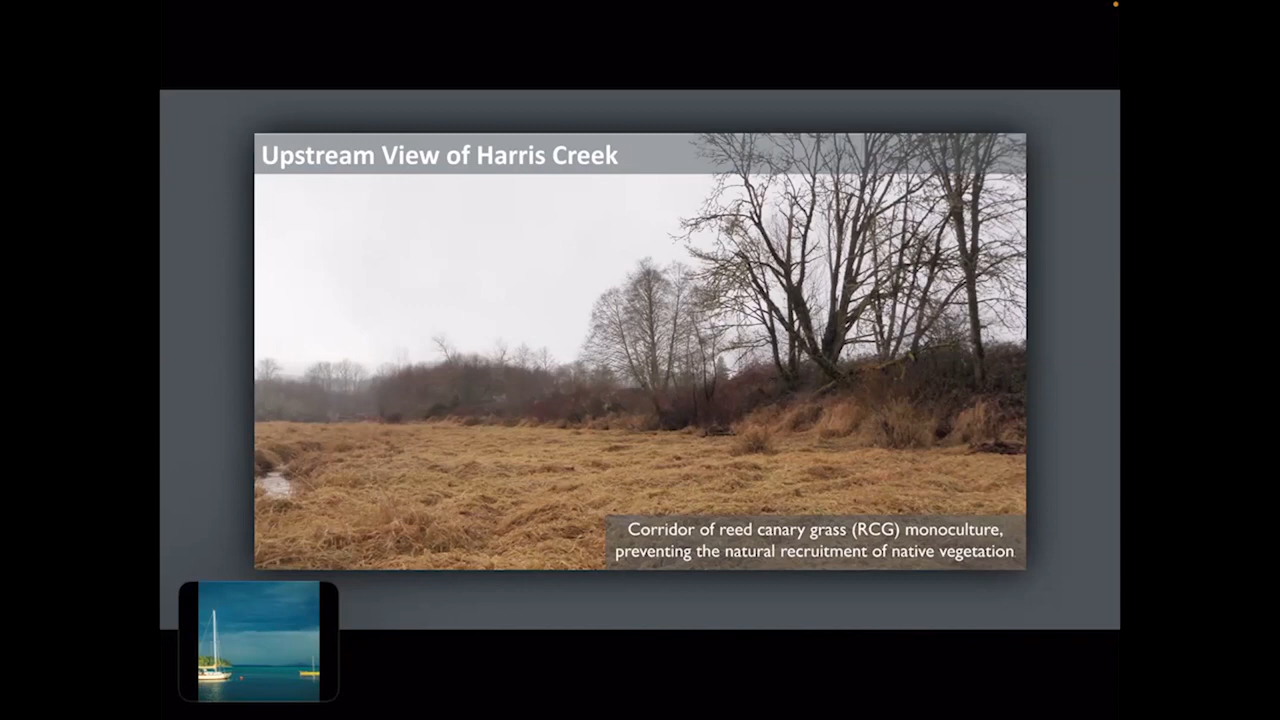 Upstream View of Harris Creek
Corridor of reed canary grass (RCG) monoculture,
preventing the natural recruitment of native vegetation